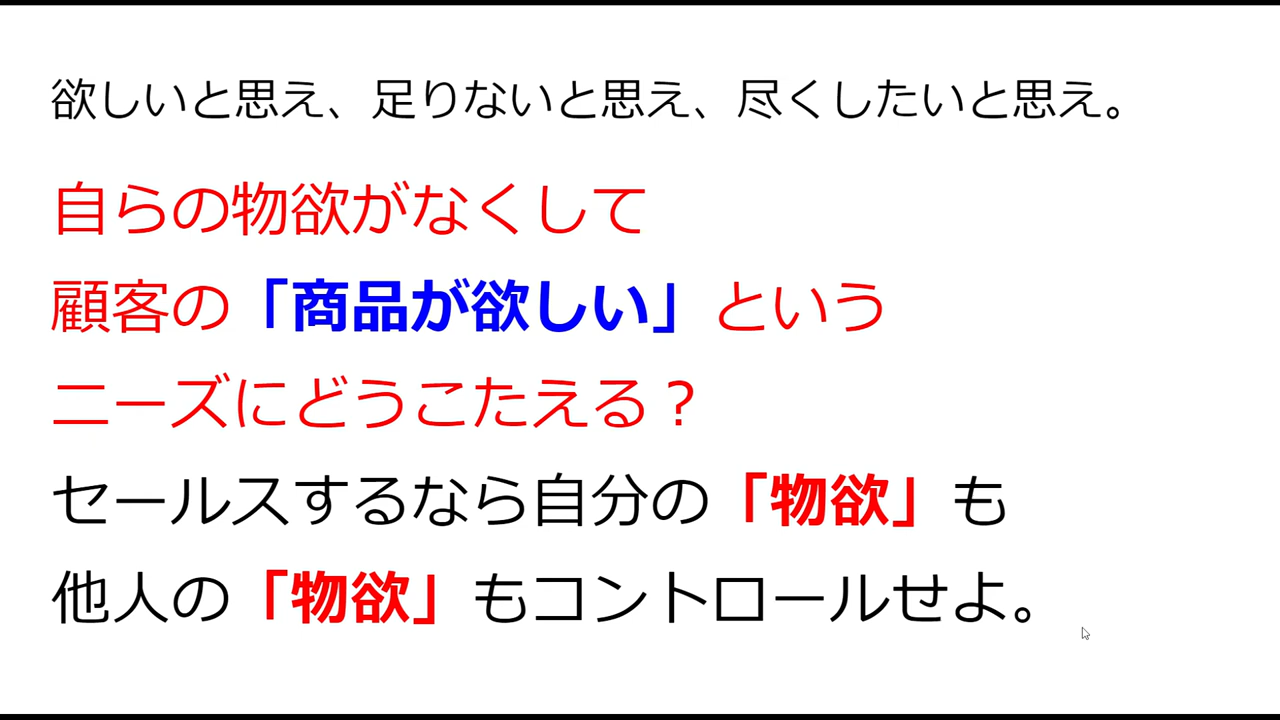 欲しいと思え、足りないと思え、尽くしたいと思え。
自らの物欲がなくして
顧客の「商品が欲しい」という
ニーズにどうこたえる？
セールスするなら自分の「物欲」も
他人の「物欲」もコントロールせよ。